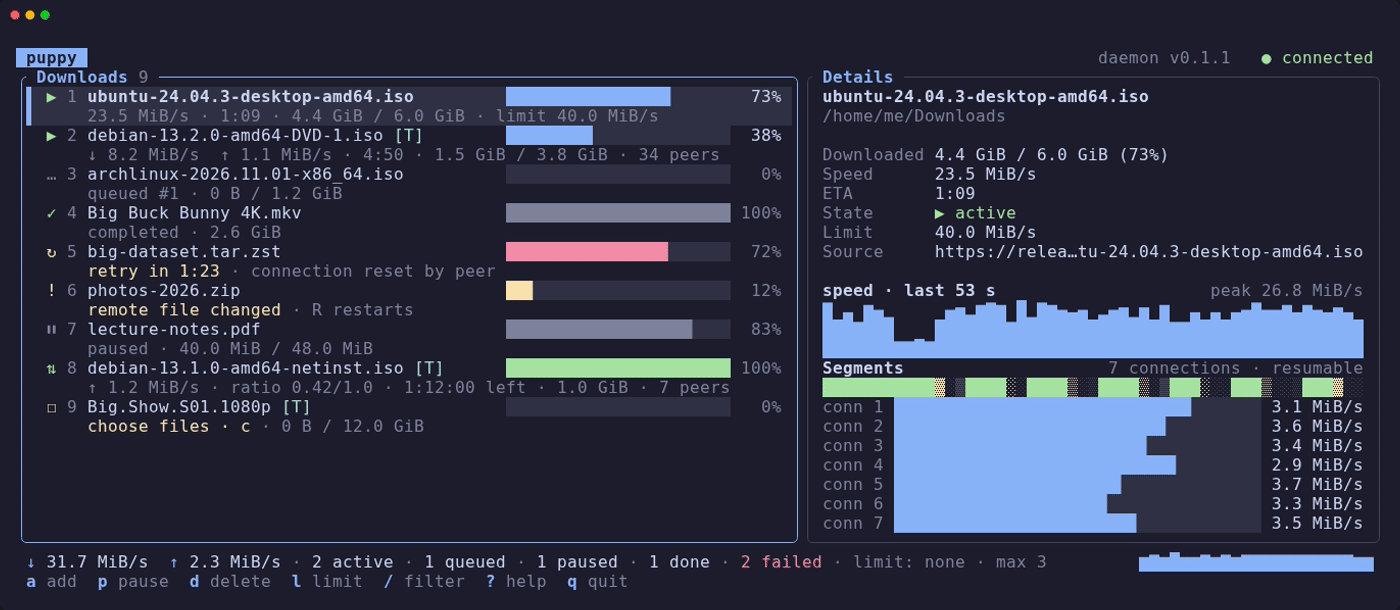 puppy daemon v0.1.1 ● connected
Downloads 9
▶ 1 ubuntu-24.04.3-desktop-amd64.iso 73%
23.5 MiB/s · 1:09 · 4.4 GiB / 6.0 GiB · limit 40.0 MiB/s
▶ 2 debian-13.2.0-amd64-DVD-1.iso [T] 38%
↓ 8.2 MiB/s ↑ 1.1 MiB/s · 4:50 · 1.5 GiB / 3.8 GiB · 34 peers
… 3 archlinux-2026.11.01-x86_64.iso 0%
queued #1 · 0 B / 1.2 GiB
✓ 4 Big Buck Bunny 4K.mkv 100%
completed · 2.6 GiB
↻ 5 big-dataset.tar.zst 72%
retry in 1:23 · connection reset by peer
! 6 photos-2026.zip 12%
remote file changed · R restarts
⏸ 7 lecture-notes.pdf 83%
paused · 40.0 MiB / 48.0 MiB
⇅ 8 debian-13.1.0-amd64-netinst.iso [T] 100%
↑ 1.2 MiB/s · ratio 0.42/1.0 · 1:12:00 left · 1.0 GiB · 7 peers
☐ 9 Big.Show.S01.1080p [T] 0%
choose files · c · 0 B / 12.0 GiB
Details
ubuntu-24.04.3-desktop-amd64.iso
/home/me/Downloads
Downloaded 4.4 GiB / 6.0 GiB (73%)
Speed 23.5 MiB/s
ETA 1:09
State ▶ active
Limit 40.0 MiB/s
Source https://relea…tu-24.04.3-desktop-amd64.iso
speed · last 53 s peak 26.8 MiB/s
Segments 7 connections · resumable
conn 1 3.1 MiB/s
conn 2 3.6 MiB/s
conn 3 3.4 MiB/s
conn 4 2.9 MiB/s
conn 5 3.7 MiB/s
conn 6 3.3 MiB/s
conn 7 3.5 MiB/s
↓ 31.7 MiB/s ↑ 2.3 MiB/s · 2 active · 1 queued · 1 paused · 1 done · 2 failed · limit: none · max 3
a add p pause d delete l limit / filter ? help q quit